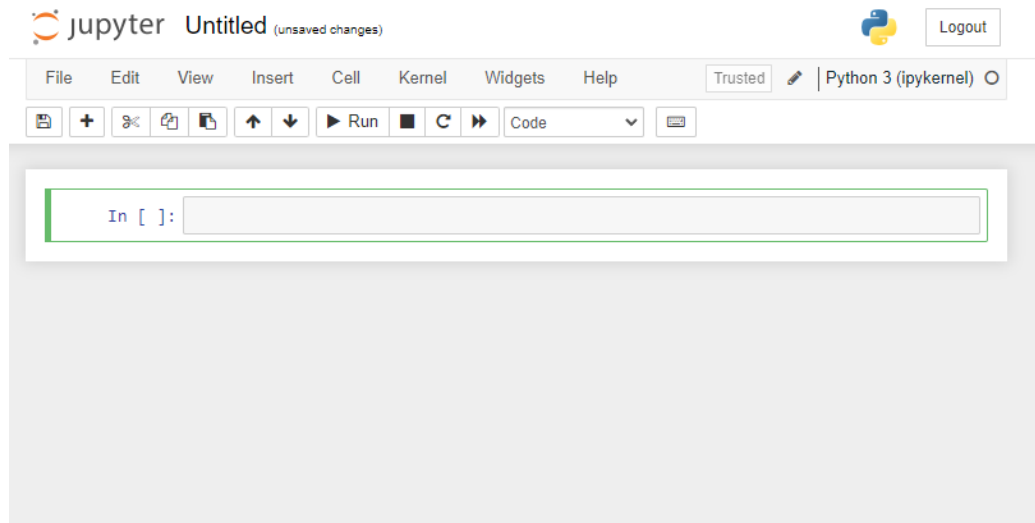 jupyter Untitled (unsaved changes) Logout
File Edit View Insert Cell Kernel Widgets Help Trusted Python 3 (ipykernel)
Run Code
In [ ]: